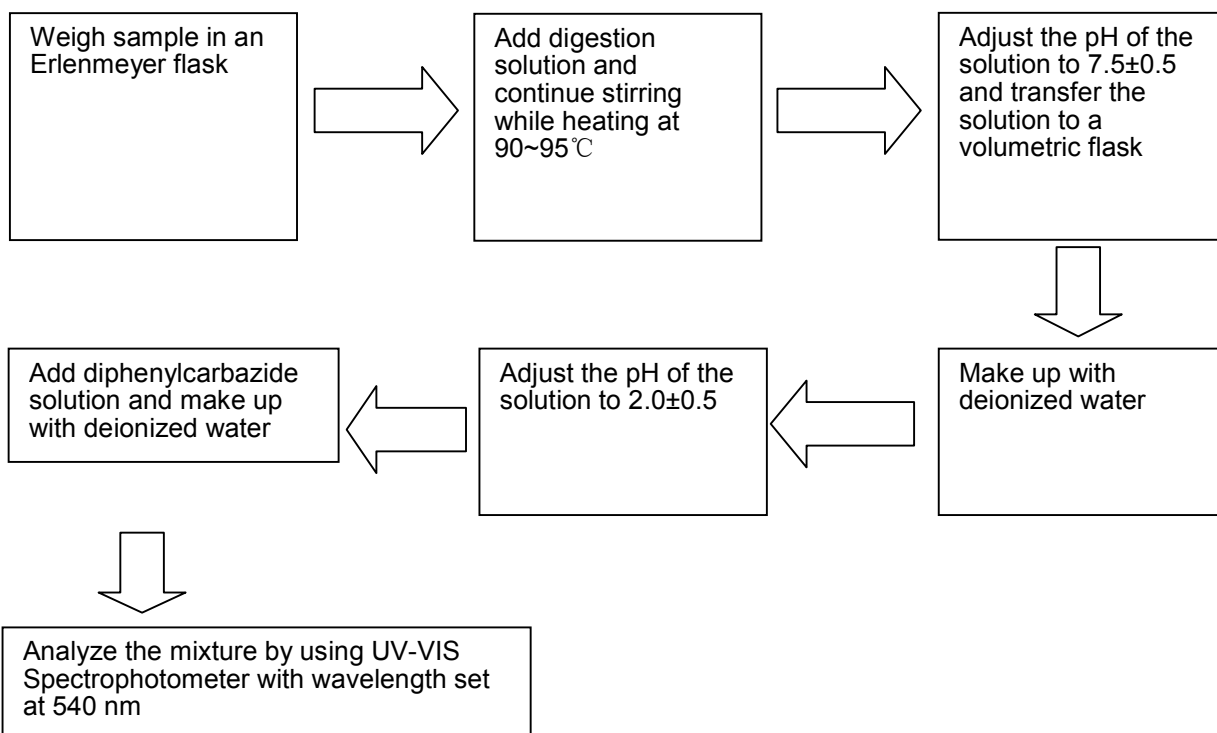 Weigh sample in an
Erlenmeyer flask
Add digestion
solution and
continue stirring
while heating at
90~95℃
Adjust the pH of the
solution to 7.5±0.5
and transfer the
solution to a
volumetric flask
Make up with
deionized water
Adjust the pH of the
solution to 2.0±0.5
Add diphenylcarbazide
solution and make up
with deionized water
Analyze the mixture by using UV-VIS
Spectrophotometer with wavelength set
at 540 nm